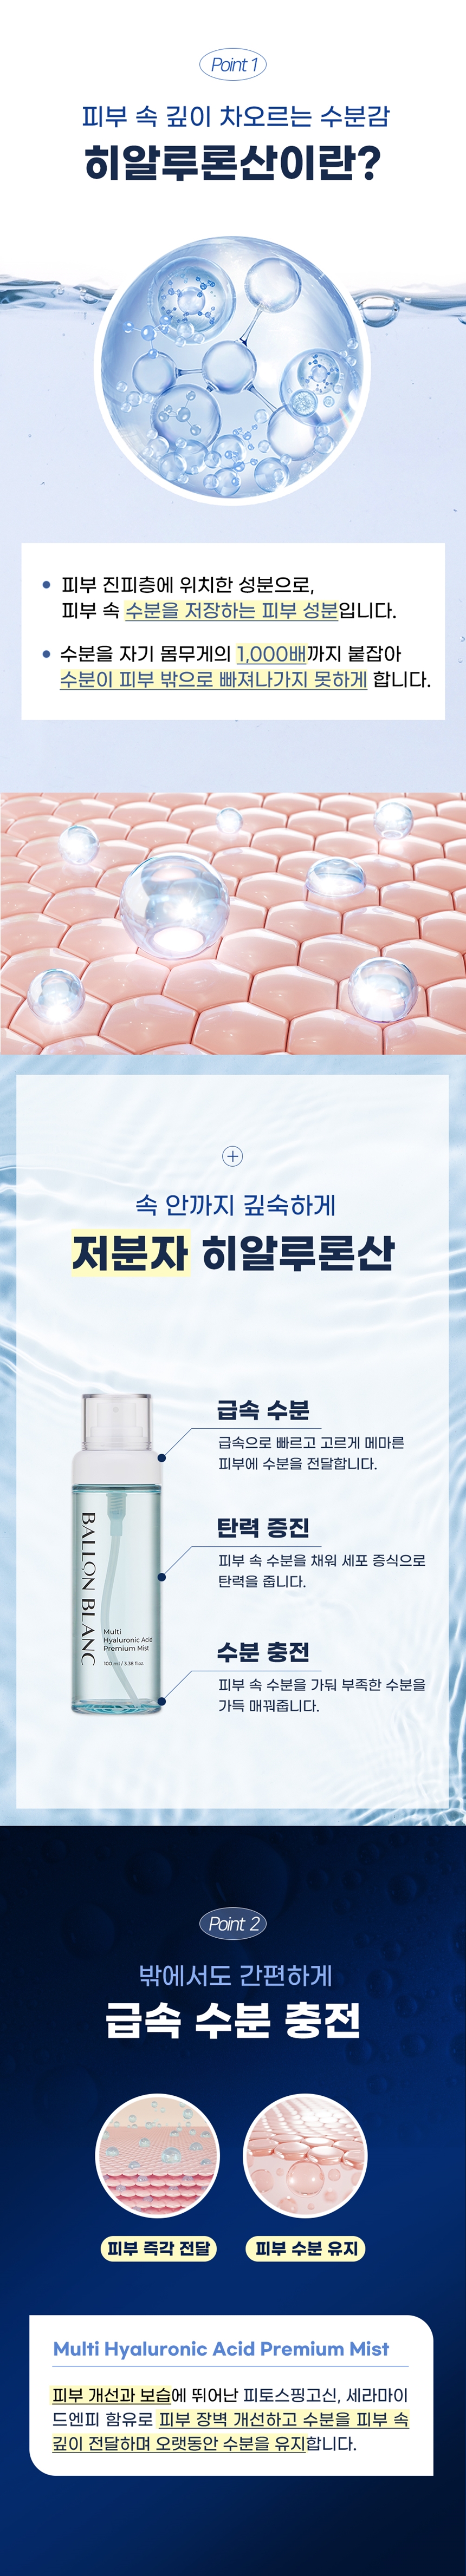 Point 1
피부 속 깊이 차오르는 수분감
히알루론산이란?
피부 진피층에 위치한 성분으로,
피부 속 수분을 저장하는 피부 성분입니다.
수분을 자기 몸무게의 1,000배까지 붙잡아
수분이 피부 밖으로 빠져나가지 못하게 합니다.
속 안까지 깊숙하게
저분자 히알루론산
급속 수분
급속으로 빠르고 고르게 메마른
피부에 수분을 전달합니다.
탄력 증진
피부 속 수분을 채워 세포 증식으로
탄력을 줍니다.
수분 충전
피부 속 수분을 가둬 부족한 수분을
가득 매꿔줍니다.
BALLON BLANC
Multi
Hyaluronic Acid
Premium Mist
100 ml / 3.38 fl.oz.
Point 2
밖에서도 간편하게
급속 수분 충전
피부 즉각 전달
피부 수분 유지
Multi Hyaluronic Acid Premium Mist
피부 개선과 보습에 뛰어난 피토스핑고신, 세라마이
드엔피 함유로 피부 장벽 개선하고 수분을 피부 속
깊이 전달하며 오랫동안 수분을 유지합니다.